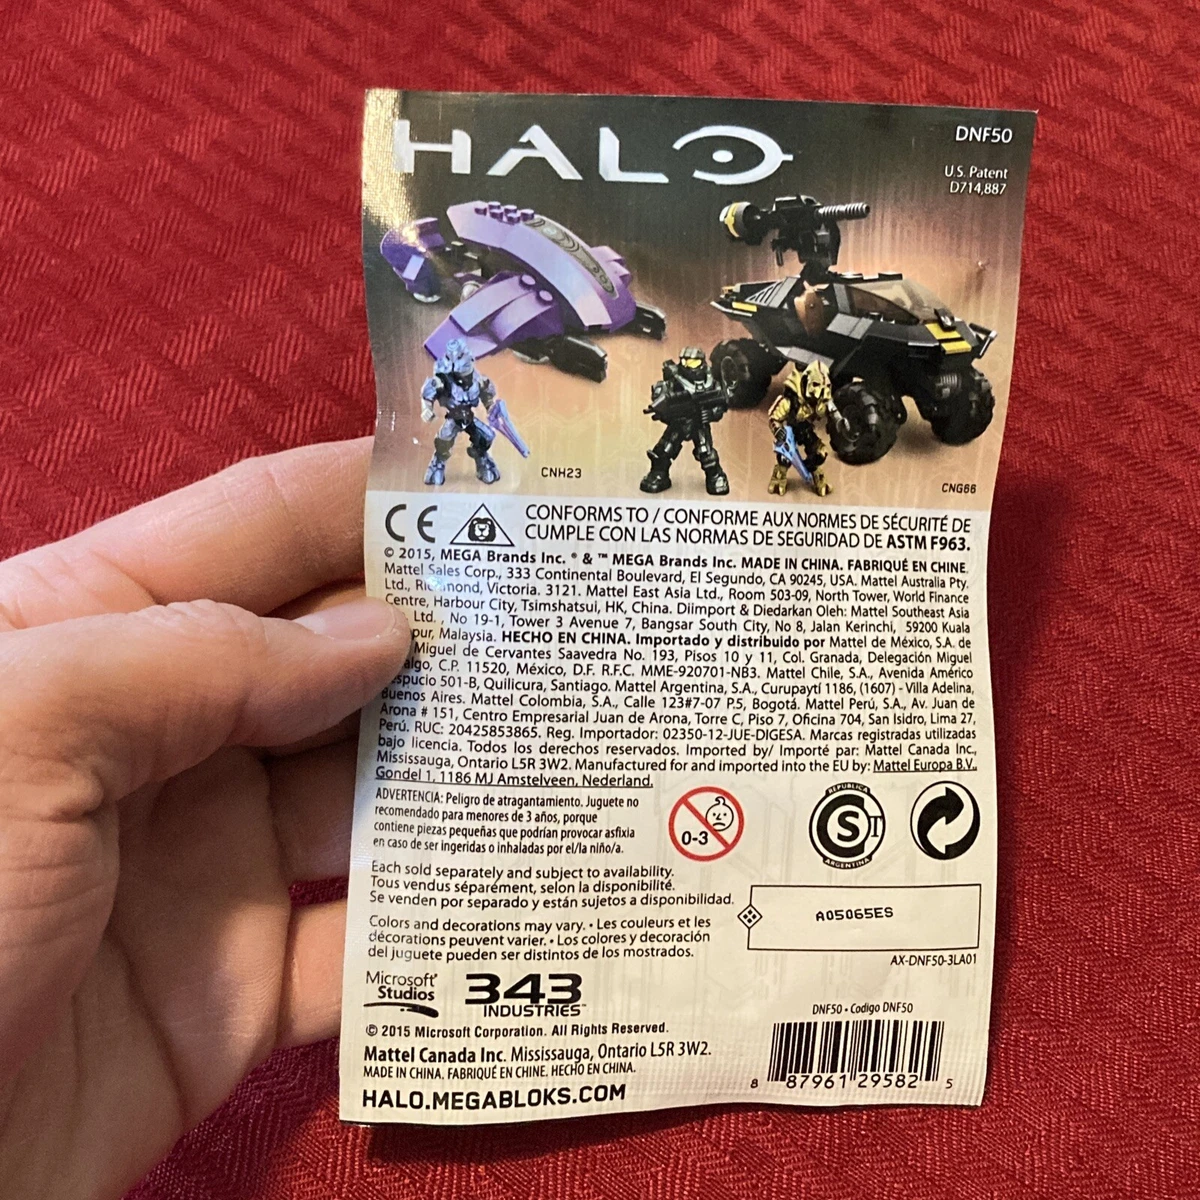 HALO
DNF50
U.S. Patent
D714,887
CNH23
CNG66
CE
CONFORMS TO / CONFORME AUX NORMES DE SÉCURITÉ DE
CUMPLE CON LAS NORMAS DE SEGURIDAD DE ASTM F963.
© 2015, MEGA Brands Inc. ® & ™ MEGA Brands Inc. MADE IN CHINA. FABRIQUÉ EN CHINE.
Mattel Sales Corp., 333 Continental Boulevard, El Segundo, CA 90245, USA. Mattel Australia Pty.
Ltd., Victoria. 3121. Mattel East Asia Ltd., Room 503-09, North Tower, World Finance
Centre, Harbour City, Tsimshatsui, HK, China. Diimport & Diedarkan Oleh: Mattel Southeast Asia
Ltd. , No 19-1, Tower 3 Avenue 7, Bangsar South City, No 8, Jalan Kerinchi, 59200 Kuala
pur, Malaysia. HECHO EN CHINA. Importado y distribuido por Mattel de México, S.A. de
Miguel de Cervantes Saavedra No. 193, Pisos 10 y 11, Col. Granada, Delegación Miguel
algo, C.P. 11520, México, D.F. R.F.C. MME-920701-NB3. Mattel Chile, S.A., Avenida Américo
spucio 501-B, Quilicura, Santiago. Mattel Argentina, S.A., Curupaytí 1186, (1607) - Villa Adelina,
Buenos Aires. Mattel Colombia, S.A., Calle 123#7-07 P.5, Bogotá. Mattel Perú, S.A., Av. Juan de
Arona # 151, Centro Empresarial Juan de Arona, Torre C, Piso 7, Oficina 704, San Isidro, Lima 27,
Perú. RUC: 20425853865. Reg. Importador: 02350-12-JUE-DIGESA. Marcas registradas utilizadas
bajo licencia. Todos los derechos reservados. Imported by/ Importé par: Mattel Canada Inc.,
Mississauga, Ontario L5R 3W2. Manufactured for and imported into the EU by: Mattel Europa B.V.,
Gondel 1, 1186 MJ Amstelveen, Nederland.
ADVERTENCIA: Peligro de atragantamiento. Juguete no
recomendado para menores de 3 años, porque
contiene piezas pequeñas que podrían provocar asfixia
en caso de ser ingeridas o inhaladas por el/la niño/a.
0-3
REPUBLICA
S
ARGENTINA
Each sold separately and subject to availability.
Tous vendus séparément, selon la disponibilité.
Se venden por separado y están sujetos a disponibilidad.
A05065ES
AX-DNF50-3LA01
Colors and decorations may vary. • Les couleurs et les
décorations peuvent varier. • Los colores y decoración
del juguete pueden ser distintos de los mostrados.
Microsoft
Studios
343
INDUSTRIES
© 2015 Microsoft Corporation. All Rights Reserved.
Mattel Canada Inc. Mississauga, Ontario L5R 3W2.
MADE IN CHINA. FABRIQUÉ EN CHINE. HECHO EN CHINA.
HALO.MEGABLOKS.COM
DNF50 • Codigo DNF50
8 87961 29582 5